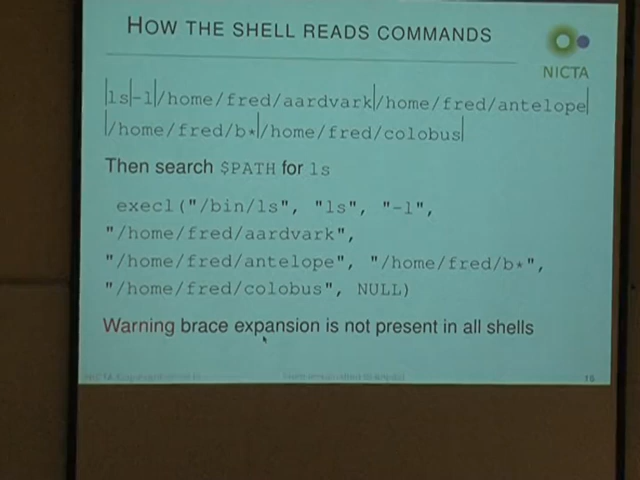 HOW THE SHELL READS COMMANDS
NICTA
|ls|-l|/home/fred/aardvark|/home/fred/antelope|
|/home/fred/b*|/home/fred/colobus|
Then search $PATH for ls
execl("/bin/ls", "ls", "-l",
"/home/fred/aardvark",
"/home/fred/antelope", "/home/fred/b*",
"/home/fred/colobus", NULL)
Warning brace expansion is not present in all shells